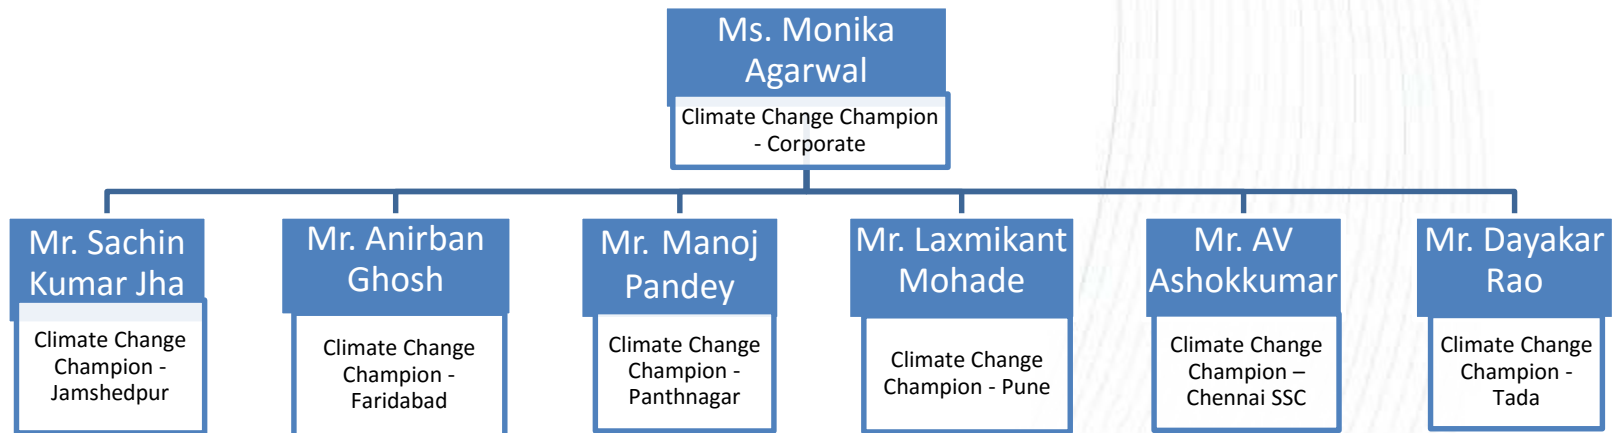 Ms. Monika
Agarwal
Climate Change Champion
- Corporate
Mr. Sachin
Kumar Jha
Climate Change
Champion -
Jamshedpur
Mr. Anirban
Ghosh
Climate Change
Champion -
Faridabad
Mr. Manoj
Pandey
Climate Change
Champion -
Panthnagar
Mr. Laxmikant
Mohade
Climate Change
Champion - Pune
Mr. AV
Ashokkumar
Climate Change
Champion –
Chennai SSC
Mr. Dayakar
Rao
Climate Change
Champion -
Tada